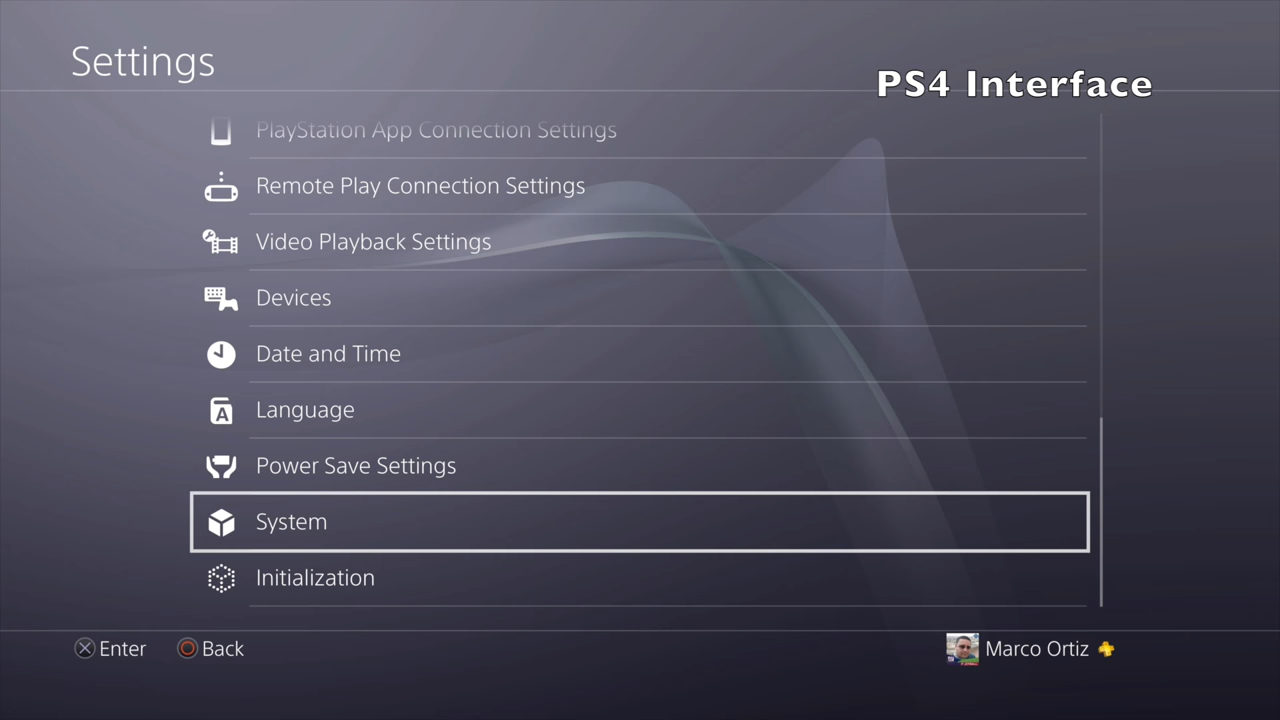 Settings
PS4 Interface
PlayStation App Connection Settings
Remote Play Connection Settings
Video Playback Settings
Devices
Date and Time
Language
Power Save Settings
System
Initialization
Enter
Back
Marco Ortiz